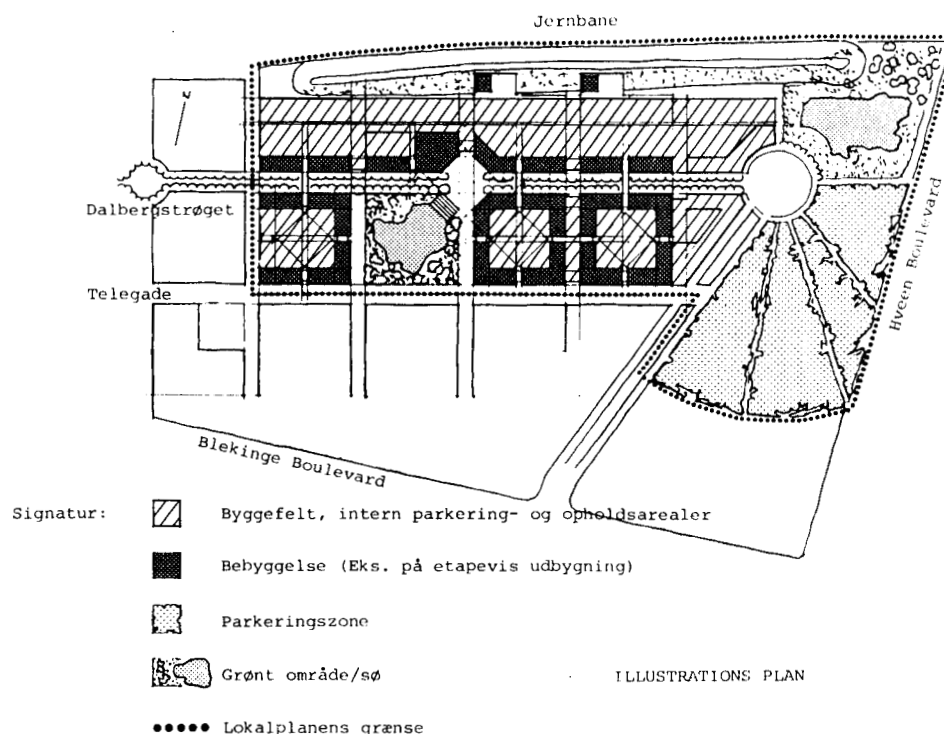 Jernbane
N
Dalbergstrøget
Telegade
Hveen Boulevard
Blekinge Boulevard
Signatur:
Byggefelt, intern parkering- og opholdsarealer
Bebyggelse (Eks. på etapevis udbygning)
Parkeringszone
Grønt område/sø
ILLUSTRATIONS PLAN
Lokalplanens grænse